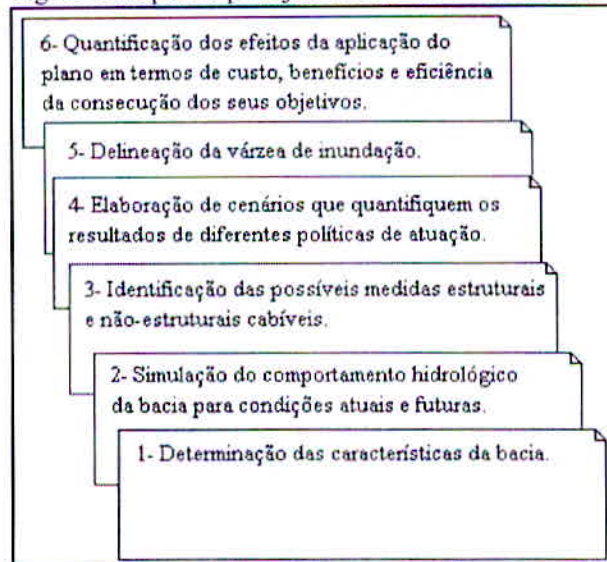 6- Quantificação dos efeitos da aplicação do
plano em termos de custo, benefícios e eficiência
da consecução dos seus objetivos.
5- Delineação da várzea de inundação.
4- Elaboração de cenários que quantifiquem os
resultados de diferentes políticas de atuação.
3- Identificação das possíveis medidas estruturais
e não-estruturais cabíveis.
2- Simulação do comportamento hidrológico
da bacia para condições atuais e futuras.
1- Determinação das características da bacia.